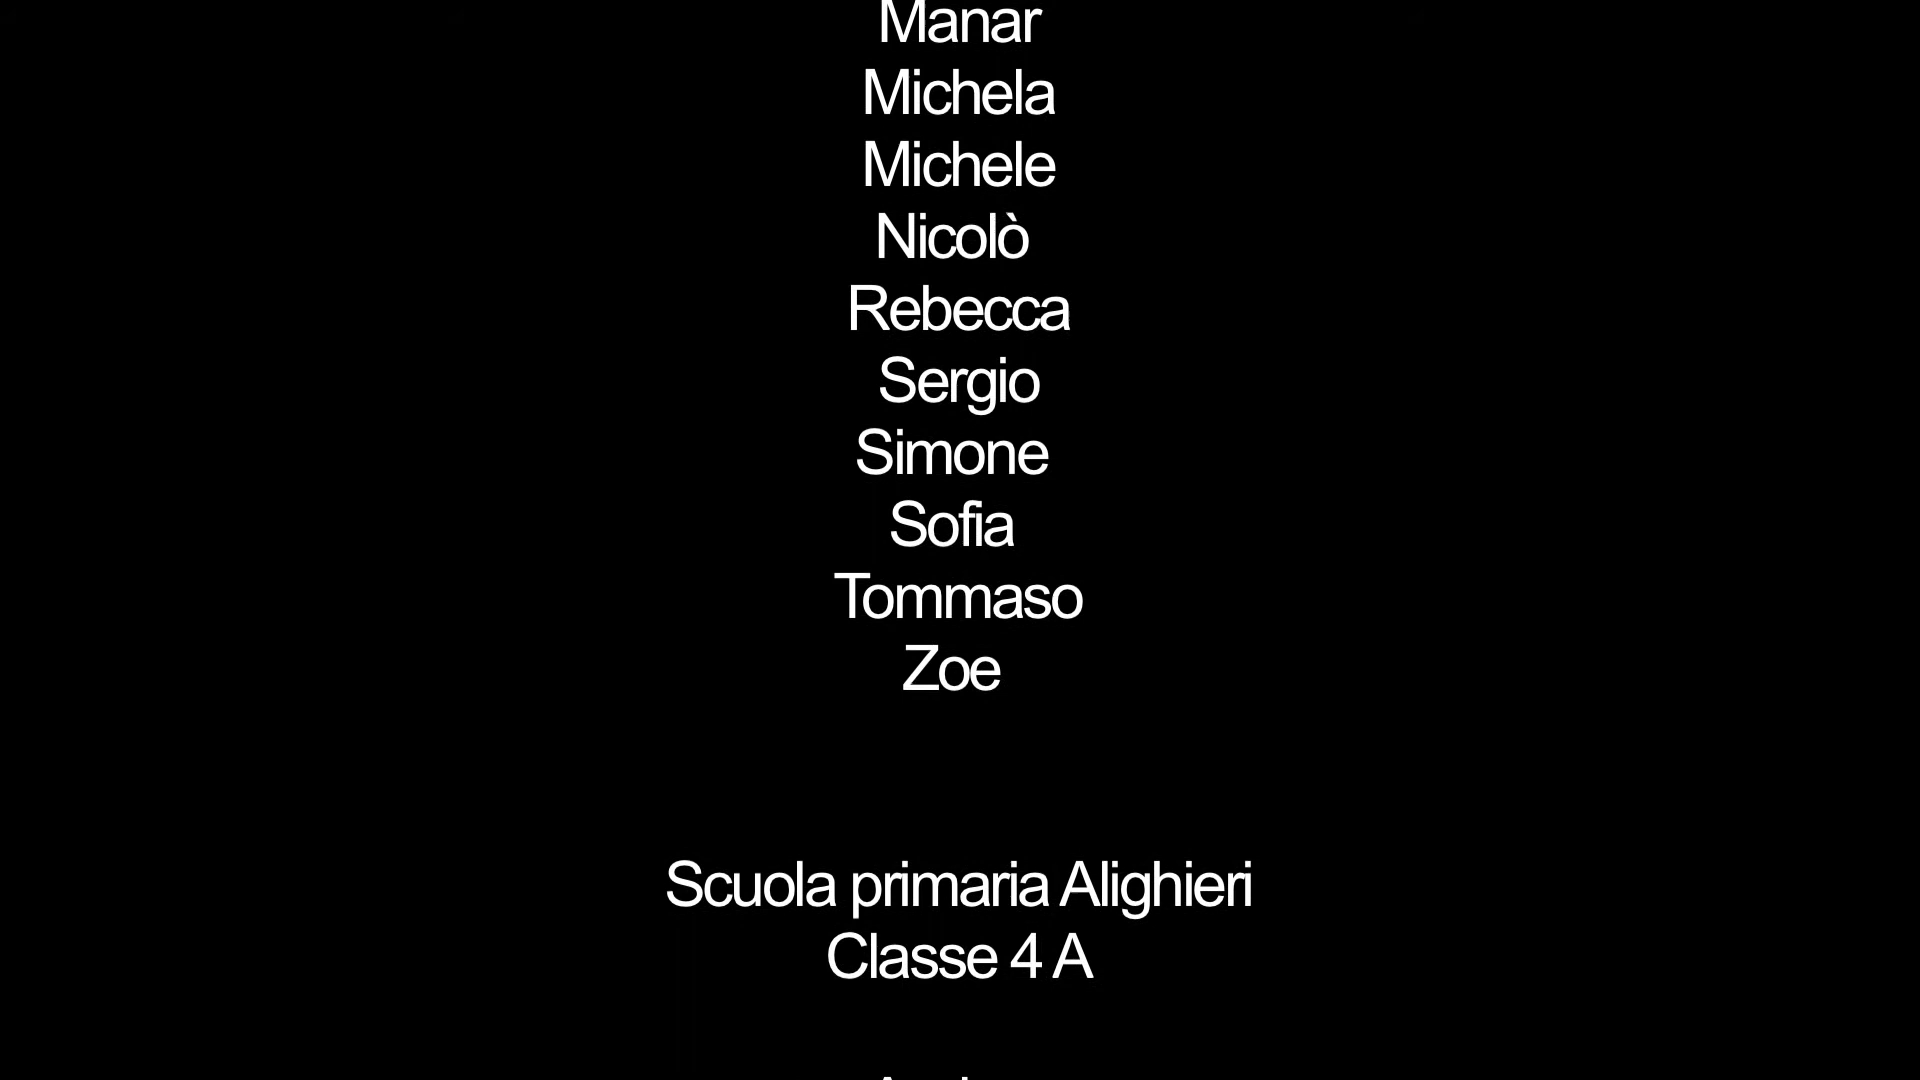 Manar
Michela
Michele
Nicolò
Rebecca
Sergio
Simone
Sofia
Tommaso
Zoe
Scuola primaria Alighieri
Classe 4 A